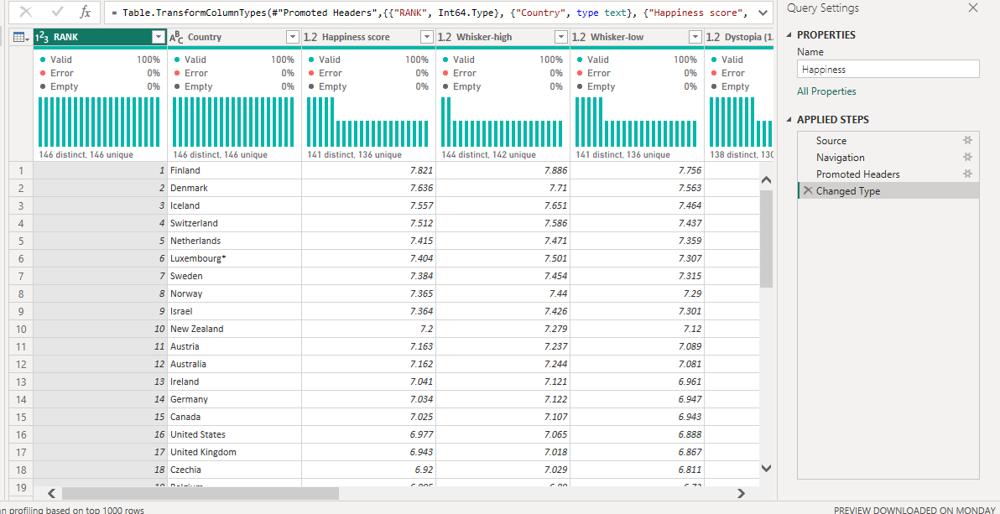 fx = Table.TransformColumnTypes(#"Promoted Headers",{{"RANK", Int64.Type}, {"Country", type text}, {"Happiness score",
Query Settings
PROPERTIES
Name
Happiness
All Properties
APPLIED STEPS
Source
Navigation
Promoted Headers
Changed Type
1²3 RANK ABC Country 1.2 Happiness score 1.2 Whisker-high 1.2 Whisker-low 1.2 Dystopia (1.
Valid 100% Valid 100% Valid 100% Valid 100% Valid 100% Valid
Error 0% Error 0% Error 0% Error 0% Error 0% Error
Empty 0% Empty 0% Empty 0% Empty 0% Empty 0% Empty
146 distinct, 146 unique 146 distinct, 146 unique 141 distinct, 136 unique 144 distinct, 142 unique 141 distinct, 136 unique 138 distinct, 130
1 1 Finland 7.821 7.886 7.756
2 2 Denmark 7.636 7.71 7.563
3 3 Iceland 7.557 7.651 7.464
4 4 Switzerland 7.512 7.586 7.437
5 5 Netherlands 7.415 7.471 7.359
6 6 Luxembourg* 7.404 7.501 7.307
7 7 Sweden 7.384 7.454 7.315
8 8 Norway 7.365 7.44 7.29
9 9 Israel 7.364 7.426 7.301
10 10 New Zealand 7.2 7.279 7.12
11 11 Austria 7.163 7.237 7.089
12 12 Australia 7.162 7.244 7.081
13 13 Ireland 7.041 7.121 6.961
14 14 Germany 7.034 7.122 6.947
15 15 Canada 7.025 7.107 6.943
16 16 United States 6.977 7.065 6.888
17 17 United Kingdom 6.943 7.018 6.867
18 18 Czechia 6.92 7.029 6.811
19
n profiling based on top 1000 rows
PREVIEW DOWNLOADED ON MONDAY